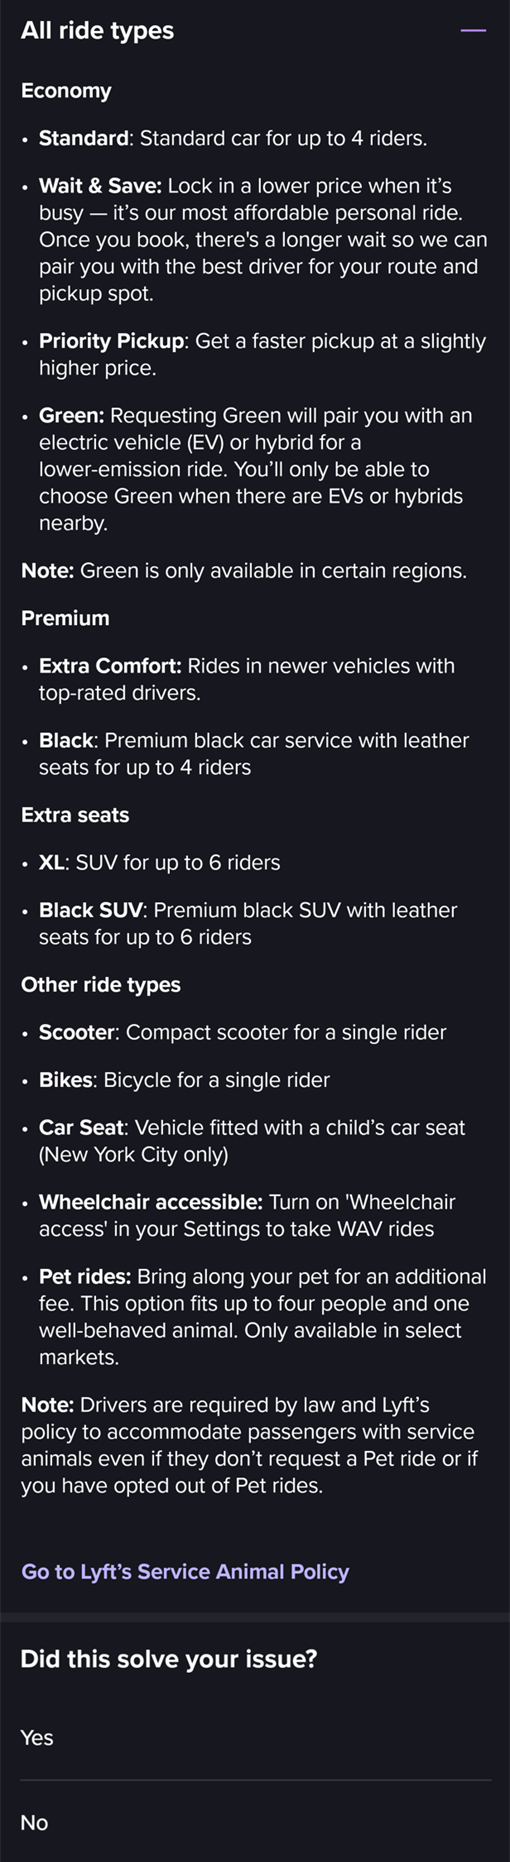 All ride types
Economy
• Standard: Standard car for up to 4 riders.
• Wait & Save: Lock in a lower price when it’s
busy — it’s our most affordable personal ride.
Once you book, there's a longer wait so we can
pair you with the best driver for your route and
pickup spot.
• Priority Pickup: Get a faster pickup at a slightly
higher price.
• Green: Requesting Green will pair you with an
electric vehicle (EV) or hybrid for a
lower-emission ride. You’ll only be able to
choose Green when there are EVs or hybrids
nearby.
Note: Green is only available in certain regions.
Premium
• Extra Comfort: Rides in newer vehicles with
top-rated drivers.
• Black: Premium black car service with leather
seats for up to 4 riders
Extra seats
• XL: SUV for up to 6 riders
• Black SUV: Premium black SUV with leather
seats for up to 6 riders
Other ride types
• Scooter: Compact scooter for a single rider
• Bikes: Bicycle for a single rider
• Car Seat: Vehicle fitted with a child’s car seat
(New York City only)
• Wheelchair accessible: Turn on 'Wheelchair
access' in your Settings to take WAV rides
• Pet rides: Bring along your pet for an additional
fee. This option fits up to four people and one
well-behaved animal. Only available in select
markets.
Note: Drivers are required by law and Lyft’s
policy to accommodate passengers with service
animals even if they don’t request a Pet ride or if
you have opted out of Pet rides.
Go to Lyft’s Service Animal Policy
Did this solve your issue?
Yes
No